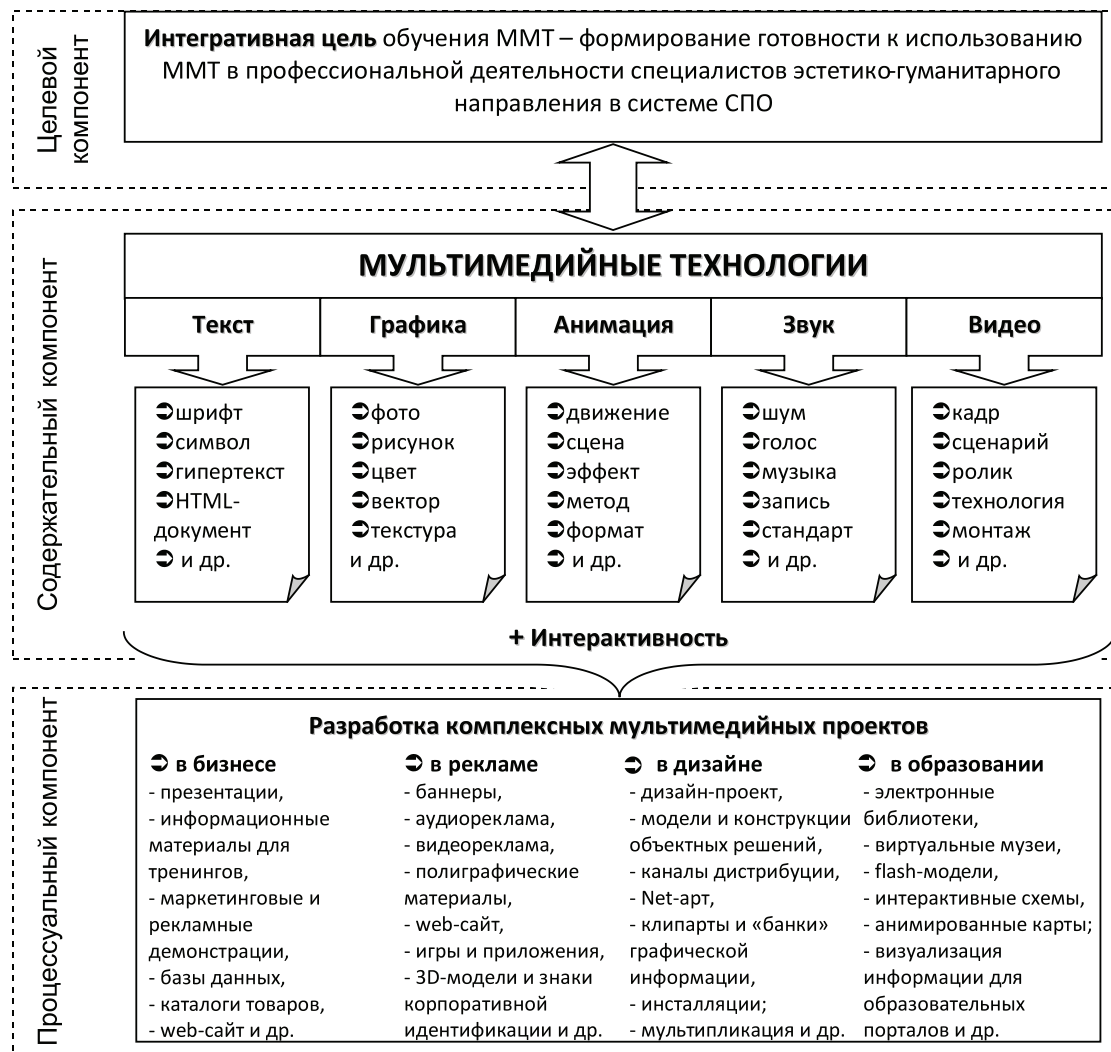 Целевой
компонент
Интегративная цель обучения ММТ – формирование готовности к использованию
ММТ в профессиональной деятельности специалистов эстетико-гуманитарного
направления в системе СПО
Содержательный компонент
МУЛЬТИМЕДИЙНЫЕ ТЕХНОЛОГИИ
Текст
➲шрифт
➲символ
➲гипертекст
➲HTML-
документ
➲ и др.
Графика
➲фото
➲рисунок
➲цвет
➲вектор
➲текстура
и др.
Анимация
➲движение
➲сцена
➲эффект
➲метод
➲формат
➲ и др.
Звук
➲шум
➲голос
➲музыка
➲запись
➲стандарт
➲ и др.
Видео
➲кадр
➲сценарий
➲ролик
➲технология
➲монтаж
➲ и др.
+ Интерактивность
Процессуальный компонент
Разработка комплексных мультимедийных проектов
➲ в бизнесе
- презентации,
- информационные
материалы для
тренингов,
- маркетинговые и
рекламные
демонстрации,
- базы данных,
- каталоги товаров,
- web-сайт и др.
➲ в рекламе
- баннеры,
- аудиореклама,
- видеореклама,
- полиграфические
материалы,
- web-сайт,
- игры и приложения,
- 3D-модели и знаки
корпоративной
идентификации и др.
➲ в дизайне
- дизайн-проект,
- модели и конструкции
объектных решений,
- каналы дистрибуции,
- Net-арт,
- клипарты и «банки»
графической
информации,
- инсталляции;
- мультипликация и др.
➲ в образовании
- электронные
библиотеки,
- виртуальные музеи,
- flash-модели,
- интерактивные схемы,
- анимированные карты;
- визуализация
информации для
образовательных
порталов и др.